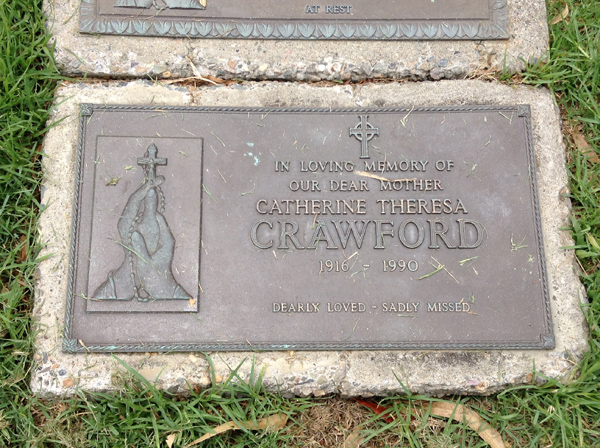 AT REST
IN LOVING MEMORY OF
OUR DEAR MOTHER
CATHERINE THERESA
CRAWFORD
1916 - 1990
DEARLY LOVED - SADLY MISSED